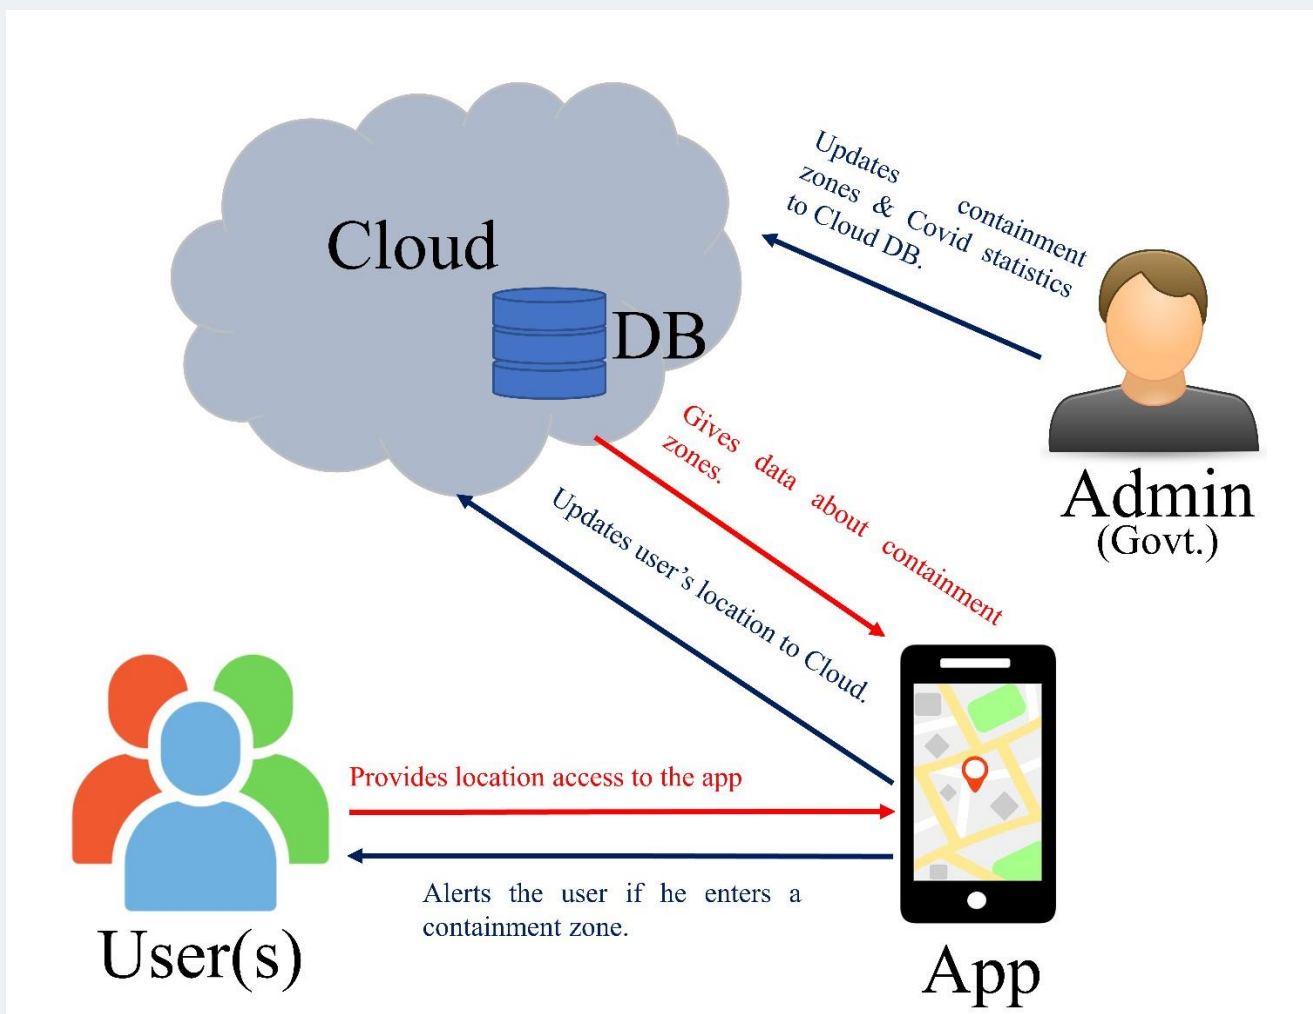 Cloud
DB
Updates containment
zones & Covid statistics
to Cloud DB.
Admin
(Govt.)
Gives data about containment
zones.
Updates user's location to Cloud.
Provides location access to the app
Alerts the user if he enters a
containment zone.
User(s)
App